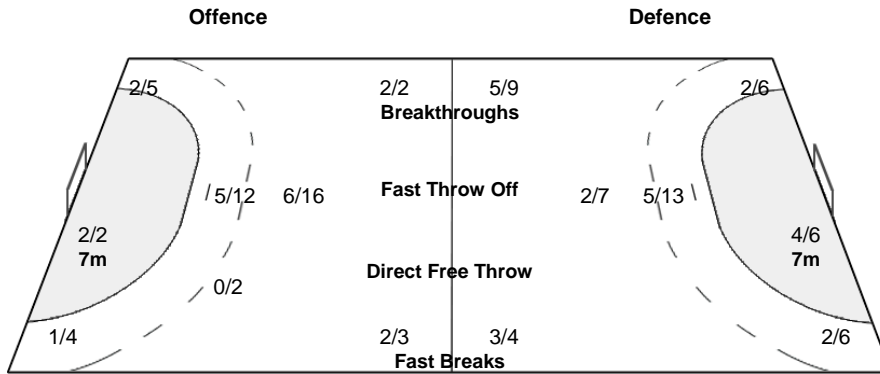 Offence Defence
2/5 2/2 5/9 2/6
Breakthroughs
5/12 6/16 Fast Throw Off 2/7 5/13
2/2 4/6
7m 7m
Direct Free Throw
0/2
1/4 2/3 3/4 2/6
Fast Breaks